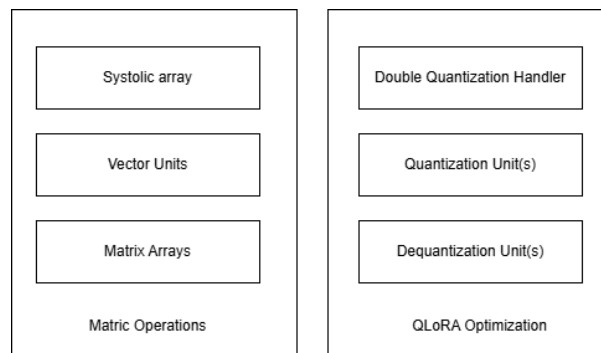 Systolic array
Vector Units
Matrix Arrays
Matric Operations
Double Quantization Handler
Quantization Unit(s)
Dequantization Unit(s)
QLoRA Optimization